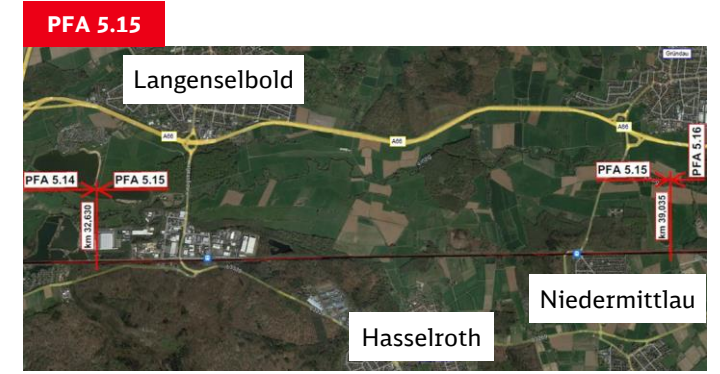 PFA 5.15
Langenselbold
Gründau
A66
A66
A66
PFA 5.14
PFA 5.15
PFA 5.15
PFA 5.16
km 32,630
km 39,035
Niedermittlau
Hasselroth